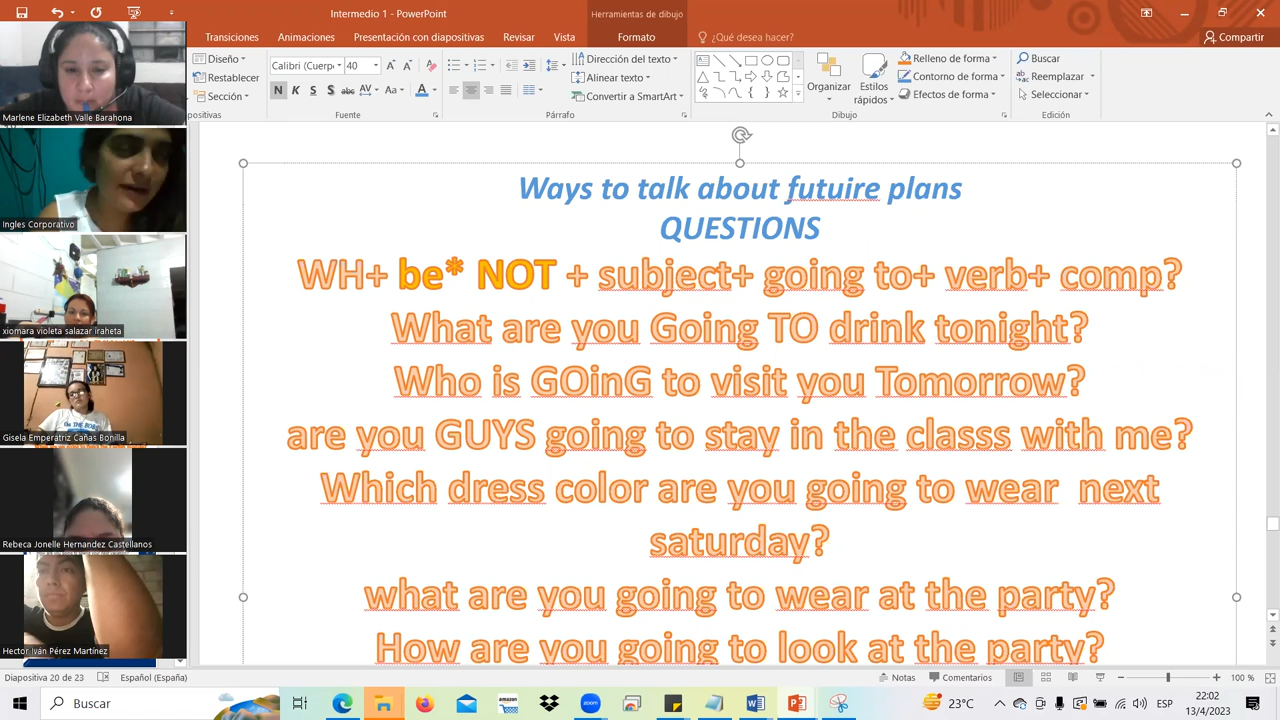 Intermedio 1 - PowerPoint
Herramientas de dibujo
Transiciones
Animaciones
Presentación con diapositivas
Revisar
Vista
Formato
¿Qué desea hacer?
Compartir
Diseño
Restablecer
Sección
positivas
Calibri (Cuerp
40
N K S S abc AV Aa A
Fuente
Dirección del texto
Alinear texto
Convertir a SmartArt
Párrafo
Organizar
Estilos
rápidos
Relleno de forma
Contorno de forma
Efectos de forma
Dibujo
Buscar
Reemplazar
Seleccionar
Edición
Marlene Elizabeth Valle Barahona
Ingles Corporativo
xiomara violeta salazar iraheta
Gisela Emperatriz Cañas Bonilla
Rebeca Jonelle Hernandez Castellanos
Hector Iván Pérez Martínez
Ways to talk about futuire plans
QUESTIONS
WH+ be* NOT + subject+ going to+ verb+ comp?
What are you Going TO drink tonight?
Who is GOinG to visit you Tomorrow?
are you GUYS going to stay in the classs with me?
Which dress color are you going to wear next
saturday?
what are you going to wear at the party?
How are you going to look at the party?
Diapositiva 20 de 23
Español (España)
Notas
Comentarios
100 %
Buscar
amazon
zoom
23°C
ESP
22:02
13/4/2023